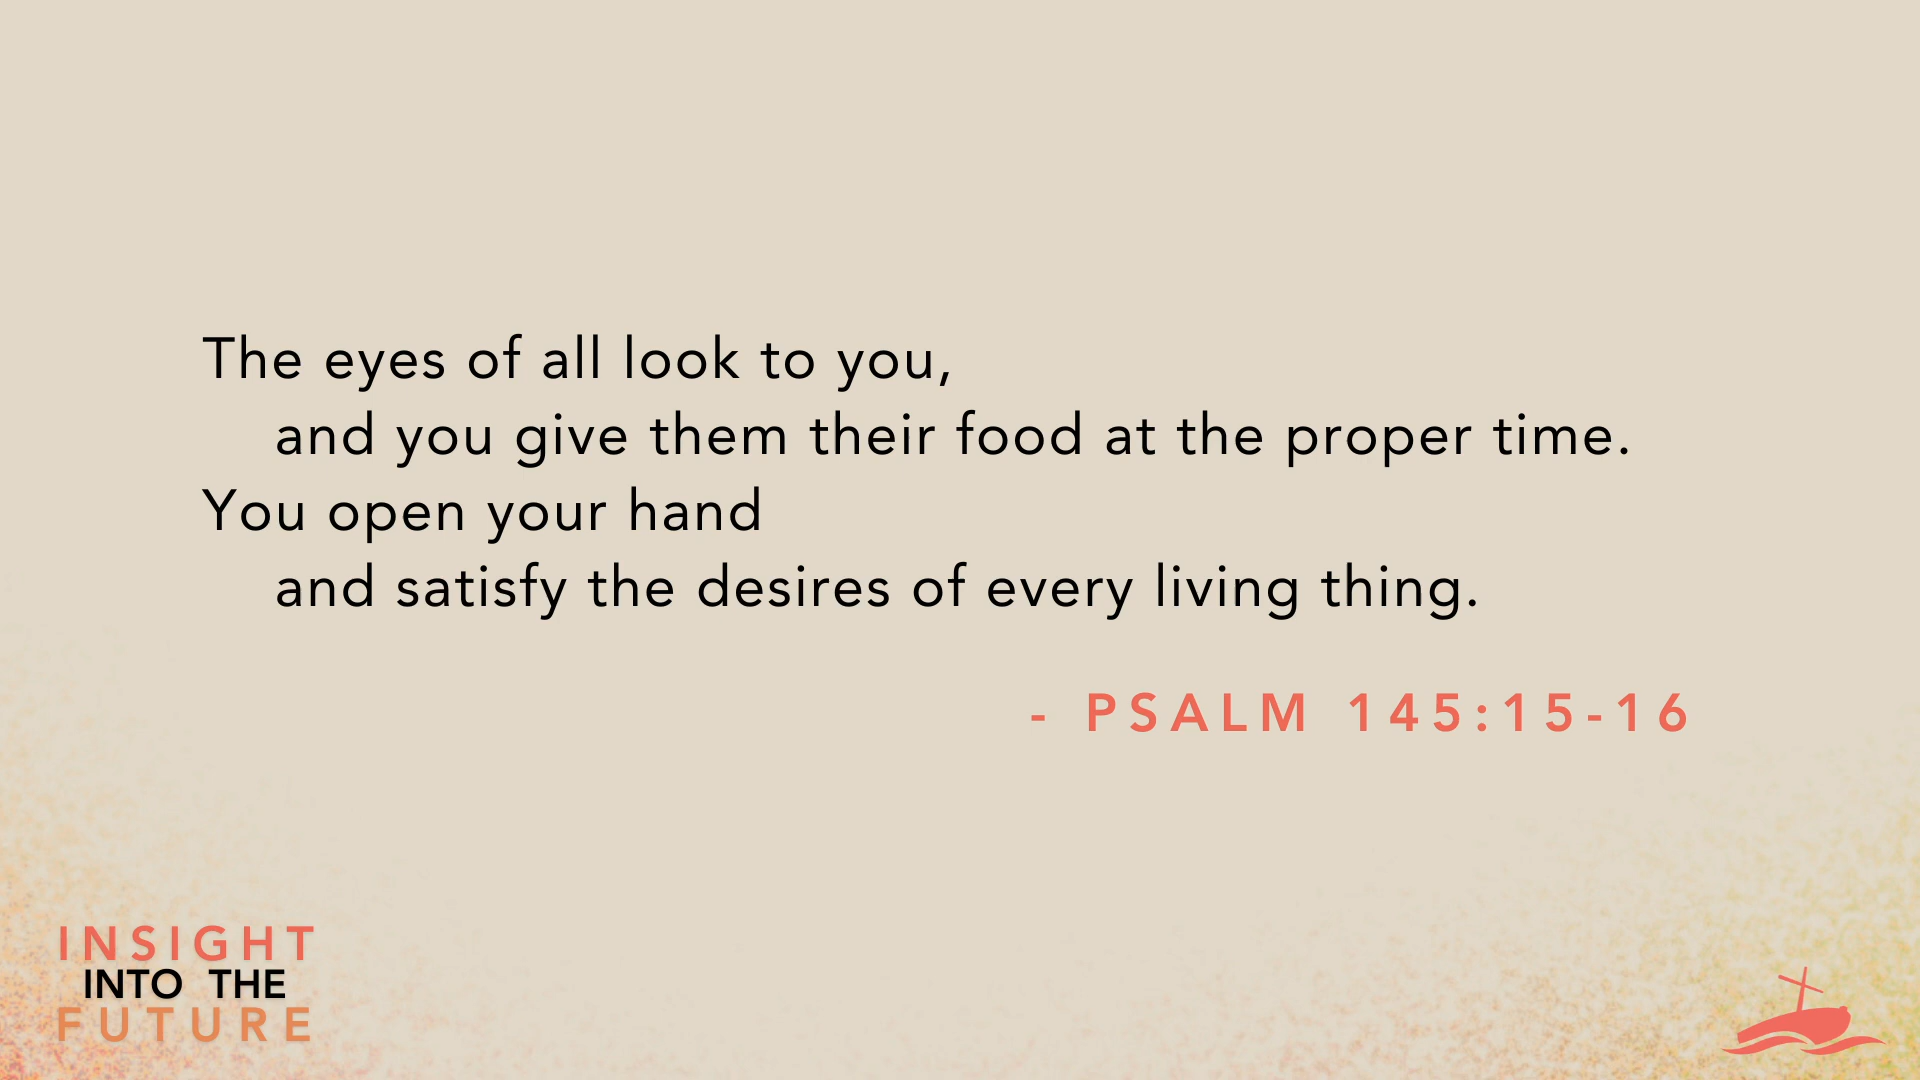 The eyes of all look to you,
and you give them their food at the proper time.
You open your hand
and satisfy the desires of every living thing.
- PSALM 145:15-16
INSIGHT
INTO THE
FUTURE